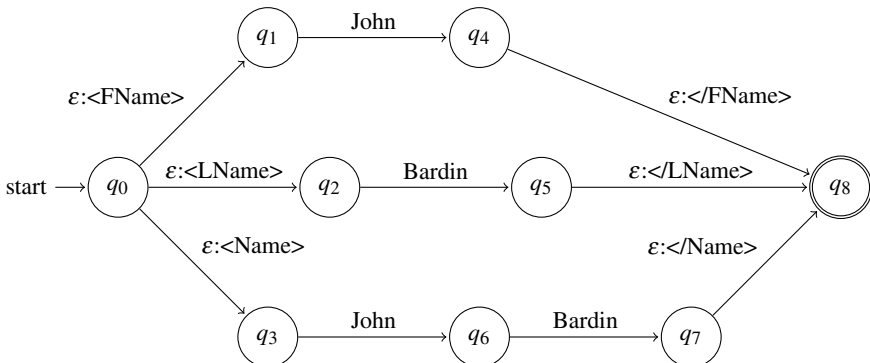 John
q1 q4
ε:<FName> ε:</FName>
ε:<LName> Bardin ε:</LName>
start q0 q2 q5 q8
ε:<Name> ε:</Name>
John Bardin
q3 q6 q7